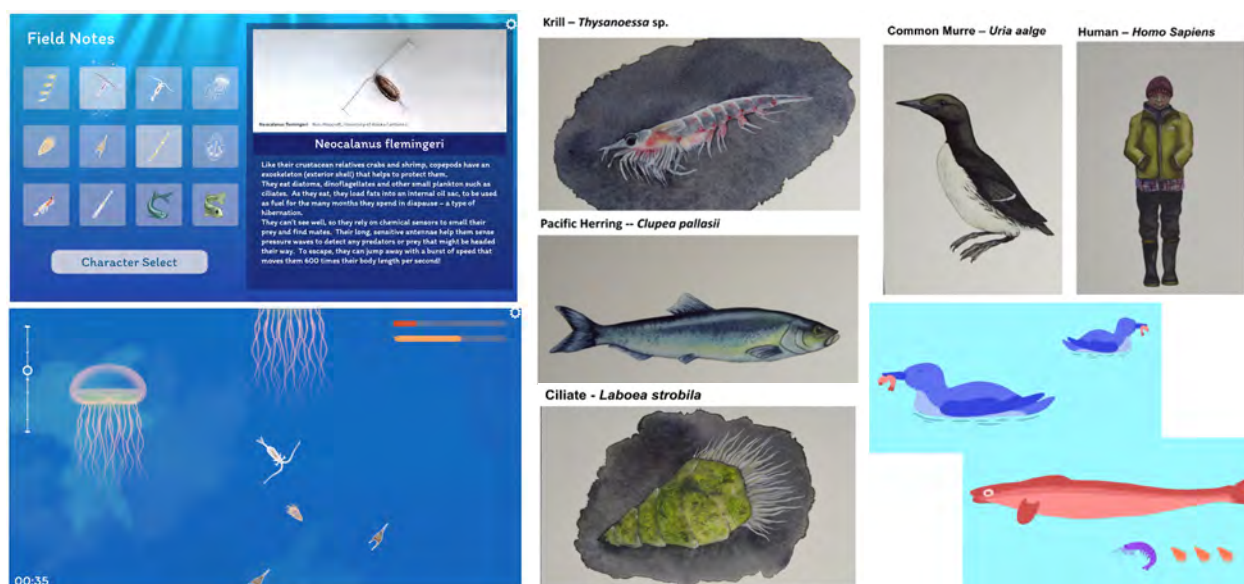 Field Notes
Neocalanus flemingeri
Neocalanus flemingeri
Like their crustacean relatives crabs and shrimp, copepods have an
exoskeleton (exterior shell) that helps to protect them.
They eat diatoms, dinoflagellates and other small plankton such as
ciliates. As they eat, they load fats into an internal oil sac, to be used
as fuel for the many months they spend in diapause – a type of
hibernation.
They can't see well, so they rely on chemical sensors to smell their
prey and find mates. Their long, sensitive antennae help them sense
pressure waves to detect any predators or prey that might be headed
their way. To escape, they can jump away with a burst of speed that
moves them 600 times their body length per second!
Character Select
00:35
Krill – Thysanoessa sp.
Pacific Herring -- Clupea pallasii
Ciliate - Laboea strobila
Common Murre – Uria aalge
Human – Homo Sapiens